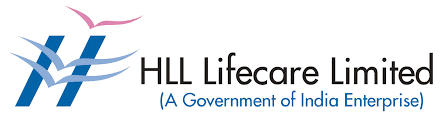 HLL Lifecare Limited
(A Government of India Enterprise)